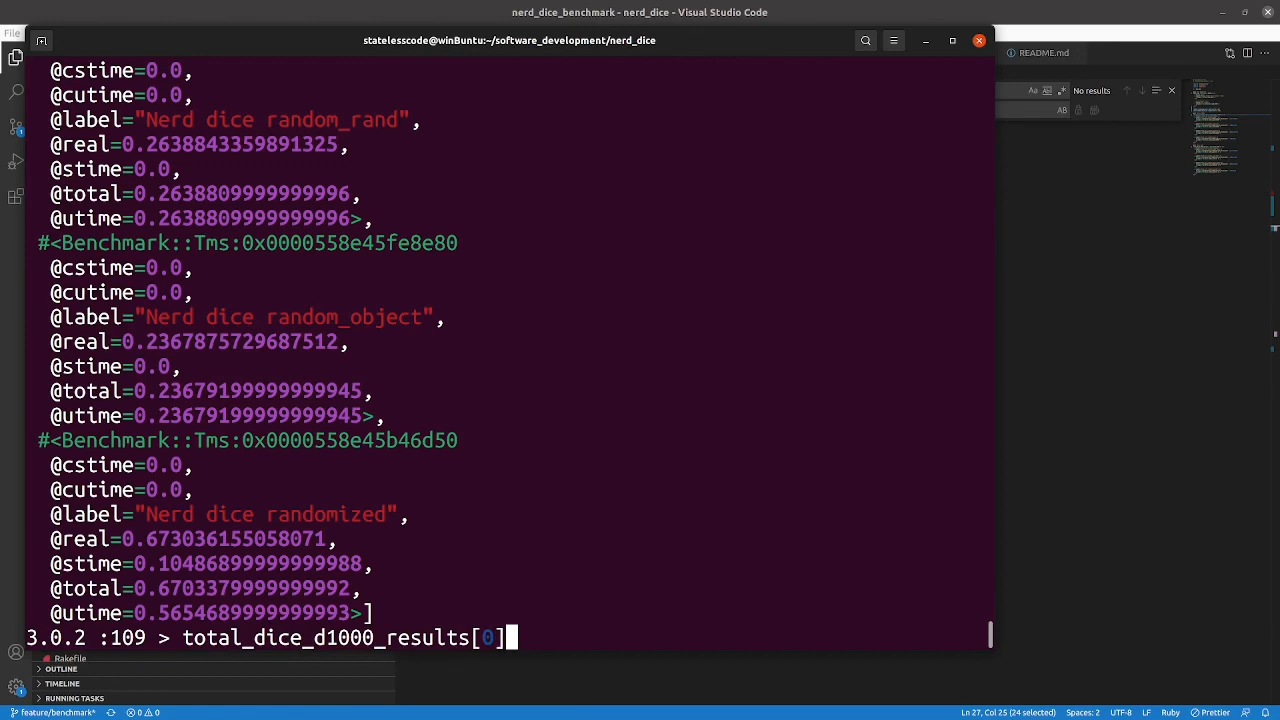 nerd_dice_benchmark - nerd_dice - Visual Studio Code
File
statelesscode@winBuntu:~/software_development/nerd_dice
README.md
@cstime=0.0,
@cutime=0.0,
@label="Nerd dice random_rand",
@real=0.2638843359891325,
@stime=0.0,
@total=0.2638809999999996,
@utime=0.2638809999999996>,
#<Benchmark::Tms:0x0000558e45fe8e80
@cstime=0.0,
@cutime=0.0,
@label="Nerd dice random_object",
@real=0.2367875729687512,
@stime=0.0,
@total=0.23679199999999945,
@utime=0.23679199999999945>,
#<Benchmark::Tms:0x0000558e45b46d50
@cstime=0.0,
@cutime=0.0,
@label="Nerd dice randomized",
@real=0.673036155058071,
@stime=0.10486899999999988,
@total=0.6703379999999992,
@utime=0.5654689999999993>]
3.0.2 :109 > total_dice_d1000_results[0]
Aa
No results
AB
Rakefile
OUTLINE
TIMELINE
RUNNING TASKS
feature/benchmark*
0
0
Ln 27, Col 25 (24 selected)
Spaces: 2
UTF-8
LF
Ruby
Prettier